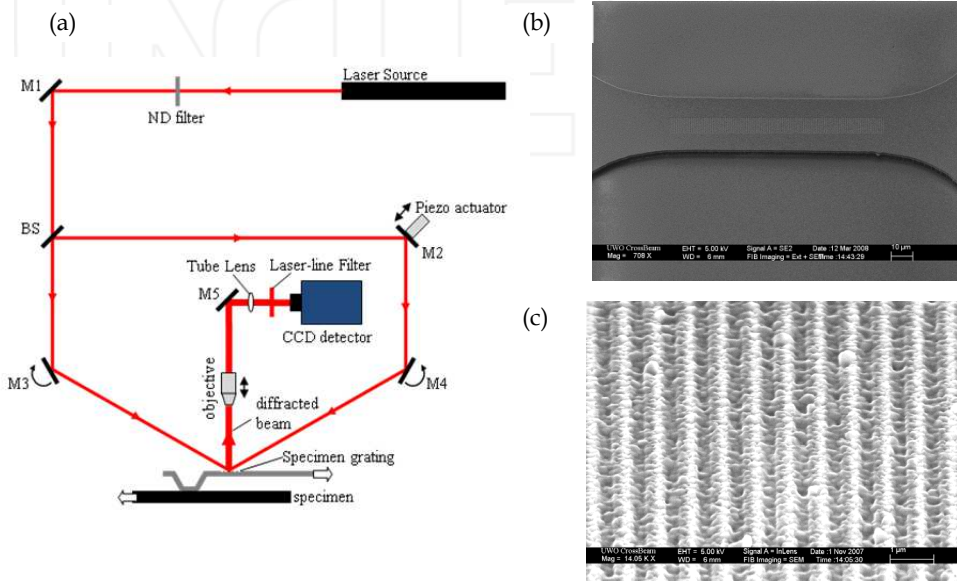 (a)
Laser Source
M1
ND filter
BS
Piezo actuator
M2
Tube Lens
Laser-line Filter
M5
CCD detector
M3
M4
objective
diffracted
beam
Specimen grating
specimen
(b)
UWO CrossBeam
Mag = 708 X
EHT = 5.00 kV
WD = 6 mm
Signal A = SE2
Date :12 Mar 2008
FIB Imaging = Ext + SEM
Time :14:43:29
10 µm
(c)
UWO CrossBeam
Mag = 14.05 K X
EHT = 5.00 kV
WD = 6 mm
Signal A = InLens
Date :1 Nov 2007
FIB Imaging = SEM
Time :14:05:30
1 µm